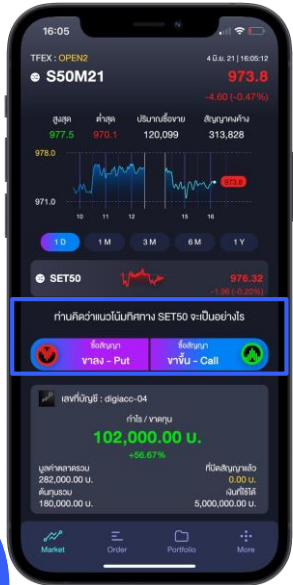 16:05
TFEX : OPEN2 4 มิ.ย. 21 | 16:05:12
S50M21 973.8
-4.60 (-0.47%)
สูงสุด ต่ำสุด ปริมาณซื้อขาย สัญญาคงค้าง
977.5 970.1 120,099 313,828
978.0
973.8
971.0
10 11 12 15 16
1 D 1 M 3 M 6 M 1 Y
SET50 976.32
-1.96 (-0.20%)
ท่านคิดว่าแนวโน้มทิศทาง SET50 จะเป็นอย่างไร
ซื้อสัญญา ซื้อสัญญา
ขาลง - Put ขาขึ้น - Call
เลขที่บัญชี : digiacc-04
กำไร / ขาดทุน
102,000.00 บ.
+56.67%
มูลค่าตลาดรวม ที่ปิดสัญญาแล้ว
282,000.00 บ. 0.00 บ.
ต้นทุนรวม เงินที่ใช้ได้
180,000.00 บ. 5,000,000.00 บ.
Market Order Portfolio More